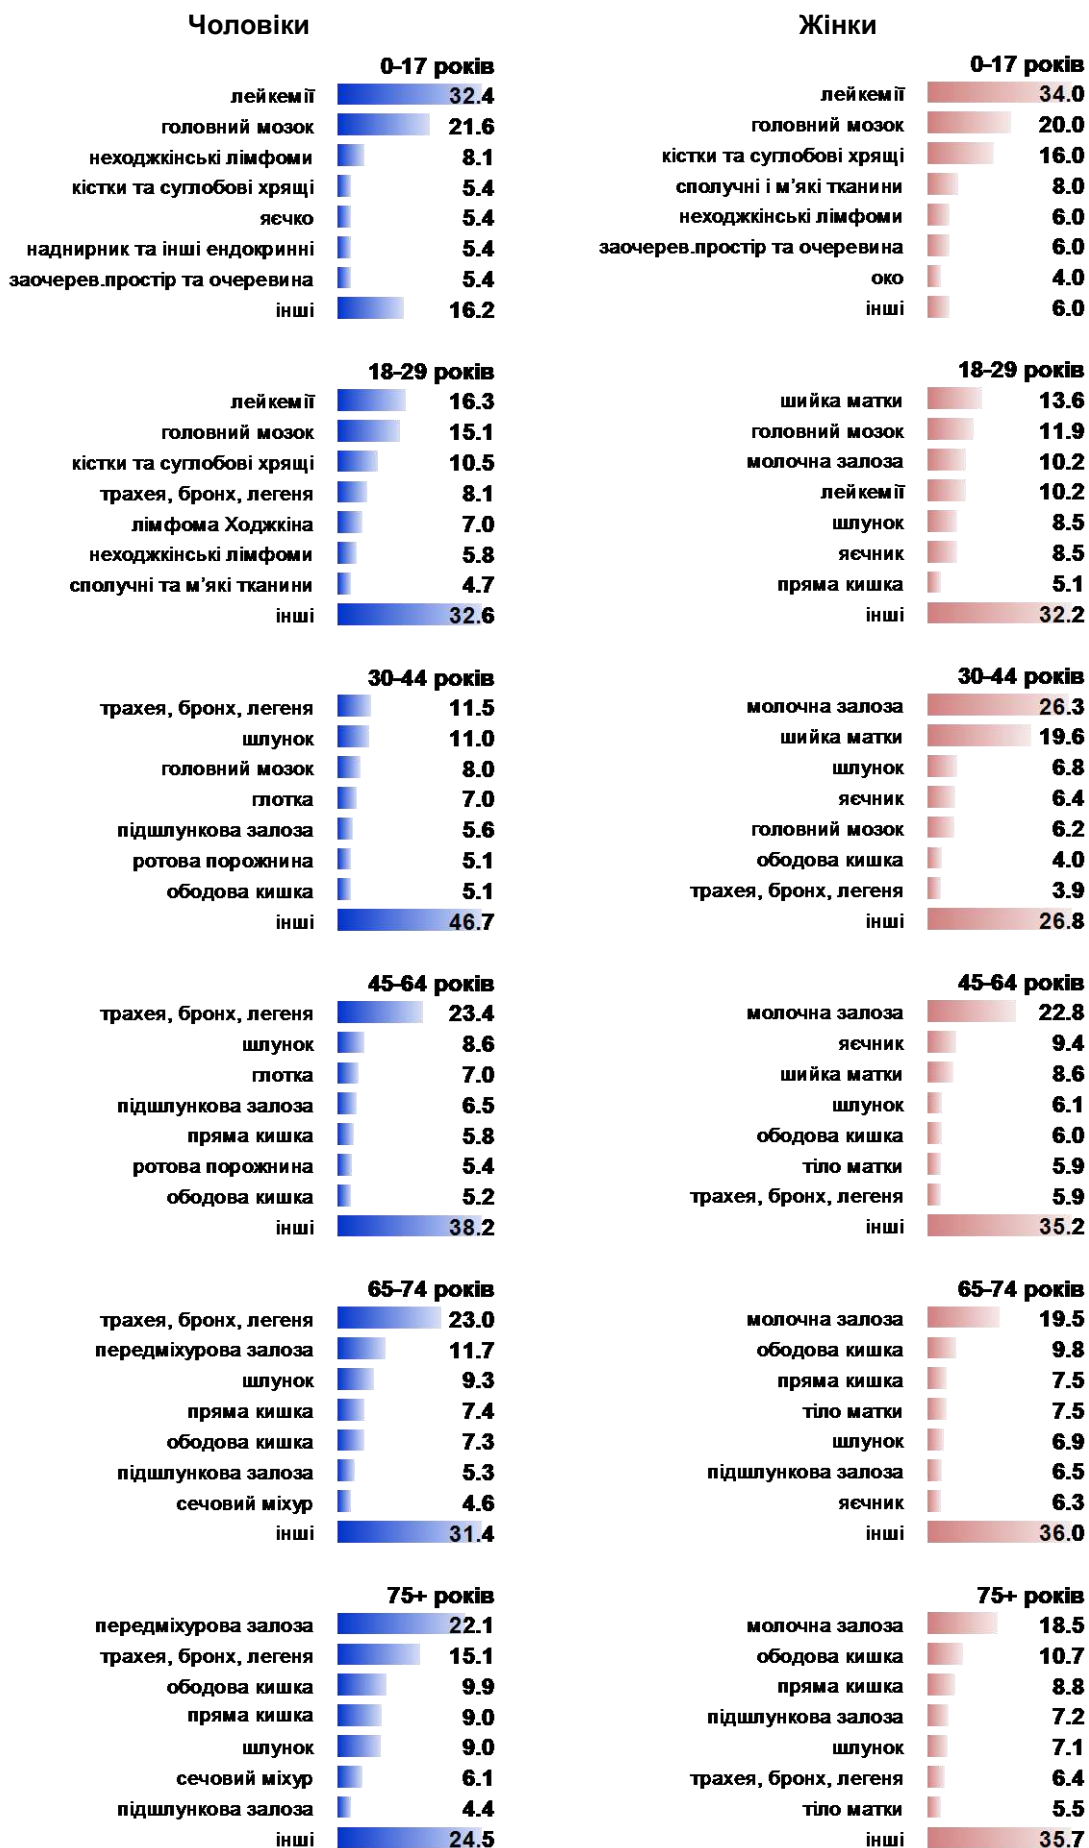 Чоловіки
0-17 років
лейкемії 32.4
головний мозок 21.6
неходжкінські лімфоми 8.1
кістки та суглобові хрящі 5.4
яєчко 5.4
наднирник та інші ендокринні 5.4
заочерев.простір та очеревина 5.4
інші 16.2
18-29 років
лейкемії 16.3
головний мозок 15.1
кістки та суглобові хрящі 10.5
трахея, бронх, легеня 8.1
лімфома Ходжкіна 7.0
неходжкінські лімфоми 5.8
сполучні та м’які тканини 4.7
інші 32.6
30-44 років
трахея, бронх, легеня 11.5
шлунок 11.0
головний мозок 8.0
глотка 7.0
підшлункова залоза 5.6
ротова порожнина 5.1
ободова кишка 5.1
інші 46.7
45-64 років
трахея, бронх, легеня 23.4
шлунок 8.6
глотка 7.0
підшлункова залоза 6.5
пряма кишка 5.8
ротова порожнина 5.4
ободова кишка 5.2
інші 38.2
65-74 років
трахея, бронх, легеня 23.0
передміхурова залоза 11.7
шлунок 9.3
пряма кишка 7.4
ободова кишка 7.3
підшлункова залоза 5.3
сечовий міхур 4.6
інші 31.4
75+ років
передміхурова залоза 22.1
трахея, бронх, легеня 15.1
ободова кишка 9.9
пряма кишка 9.0
шлунок 9.0
сечовий міхур 6.1
підшлункова залоза 4.4
інші 24.5
Жінки
0-17 років
лейкемії 34.0
головний мозок 20.0
кістки та суглобові хрящі 16.0
сполучні і м’які тканини 8.0
неходжкінські лімфоми 6.0
заочерев.простір та очеревина 6.0
око 4.0
інші 6.0
18-29 років
шийка матки 13.6
головний мозок 11.9
молочна залоза 10.2
лейкемії 10.2
шлунок 8.5
яєчник 8.5
пряма кишка 5.1
інші 32.2
30-44 років
молочна залоза 26.3
шийка матки 19.6
шлунок 6.8
яєчник 6.4
головний мозок 6.2
ободова кишка 4.0
трахея, бронх, легеня 3.9
інші 26.8
45-64 років
молочна залоза 22.8
яєчник 9.4
шийка матки 8.6
шлунок 6.1
ободова кишка 6.0
тіло матки 5.9
трахея, бронх, легеня 5.9
інші 35.2
65-74 років
молочна залоза 19.5
ободова кишка 9.8
пряма кишка 7.5
тіло матки 7.5
шлунок 6.9
підшлункова залоза 6.5
яєчник 6.3
інші 36.0
75+ років
молочна залоза 18.5
ободова кишка 10.7
пряма кишка 8.8
підшлункова залоза 7.2
шлунок 7.1
трахея, бронх, легеня 6.4
тіло матки 5.5
інші 35.7